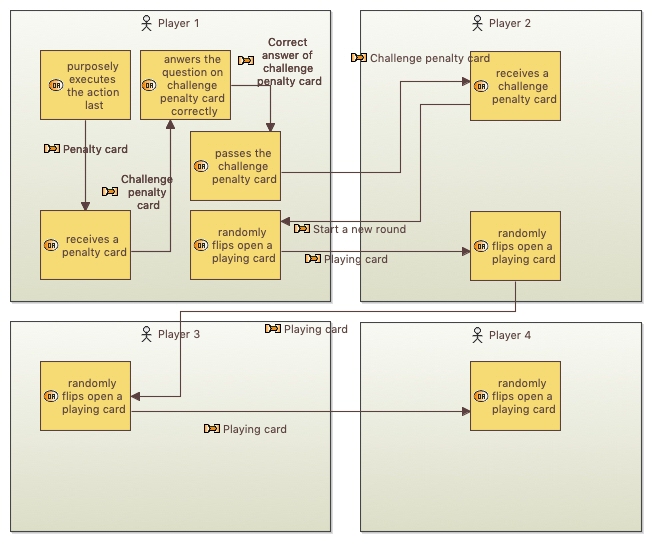 Player 1
purposely
executes
the action
last
anwers the
question on
challenge
penalty card
correctly
Correct
answer of
challenge
penalty card
Penalty card
Challenge
penalty
card
passes the
challenge
penalty card
receives a
penalty card
randomly
flips open a
playing card
Player 2
Challenge penalty card
receives a
challenge
penalty card
Start a new round
Playing card
randomly
flips open a
playing card
Player 3
Playing card
randomly
flips open a
playing card
Playing card
Player 4
randomly
flips open a
playing card